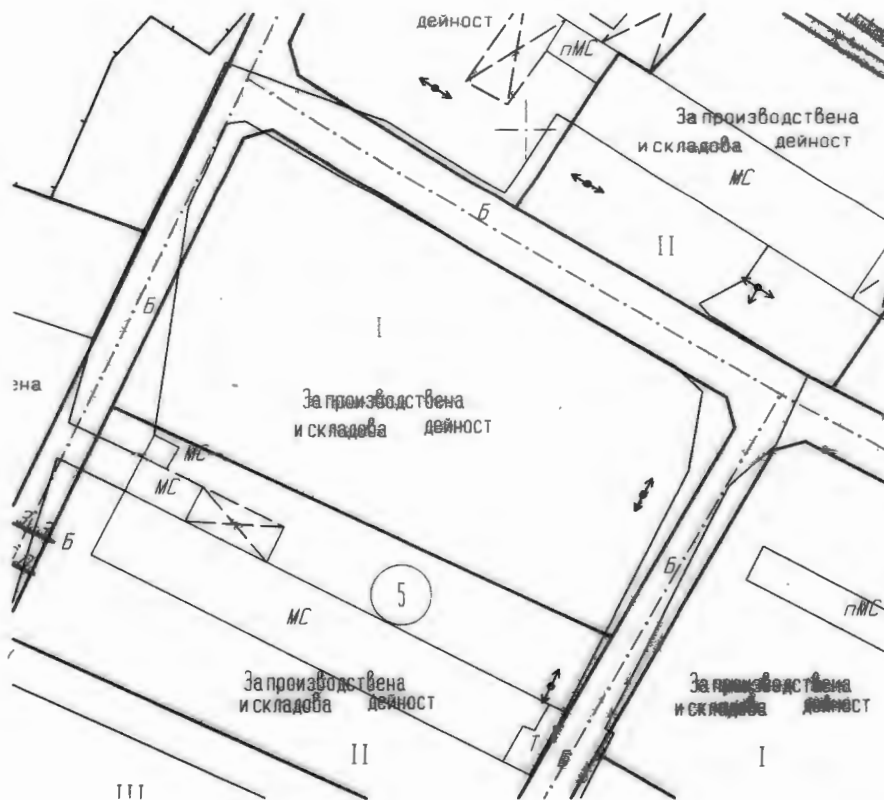 дейност
пМС
За производствена
и складова дейност
МС
Б
II
Б
I
ена
За производствена
и складова дейност
МС
МС
Б
Б
5
МС
пМС
За производствена
и складова дейност
За производствена
и складова дейност
Т
II
Б
I
III